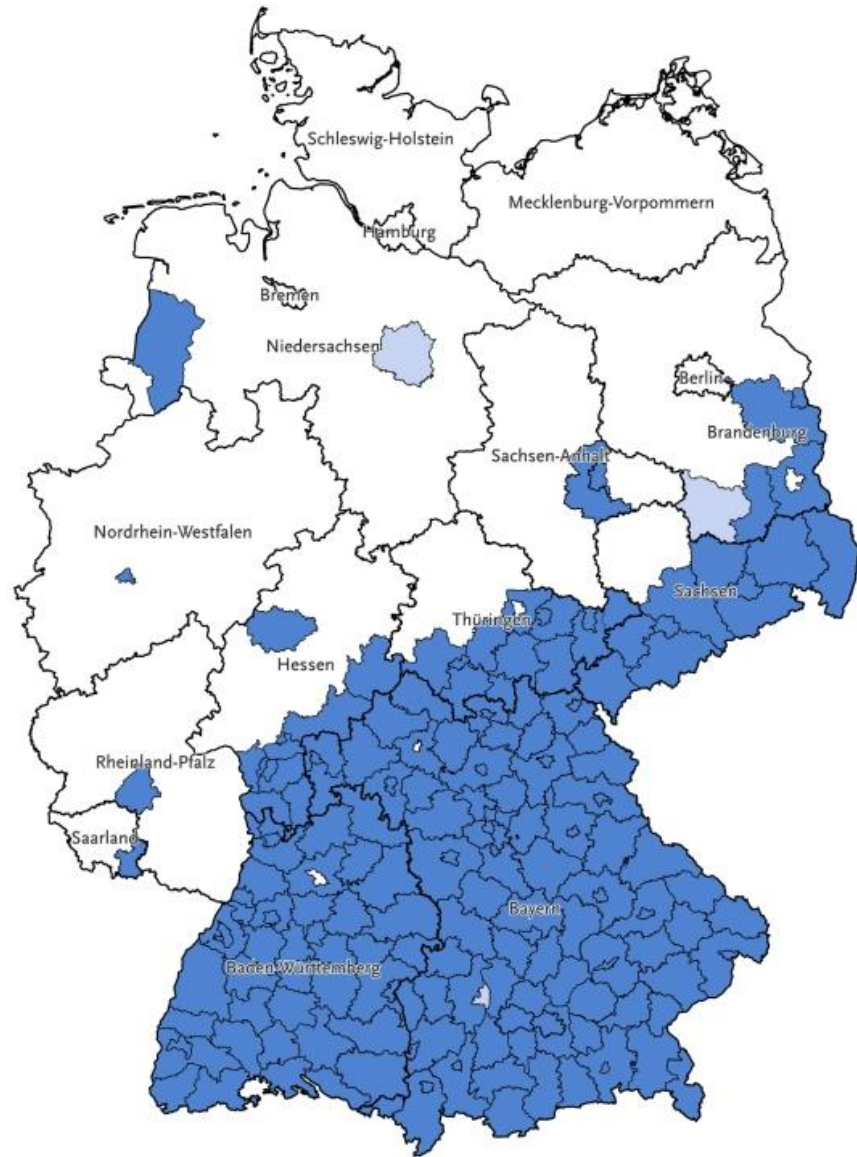 Schleswig-Holstein
Mecklenburg-Vorpommern
Hamburg
Bremen
Niedersachsen
Berlin
Brandenburg
Sachsen-Anhalt
Nordrhein-Westfalen
Sachsen
Thüringen
Hessen
Rheinland-Pfalz
Saarland
Bayern
Baden-Württemberg